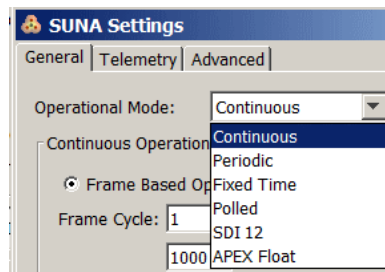 SUNA Settings
General Telemetry Advanced
Operational Mode: Continuous
Continuous
Continuous Operation
Periodic
Frame Based Op
Fixed Time
Frame Cycle: 1
Polled
SDI 12
1000
APEX Float